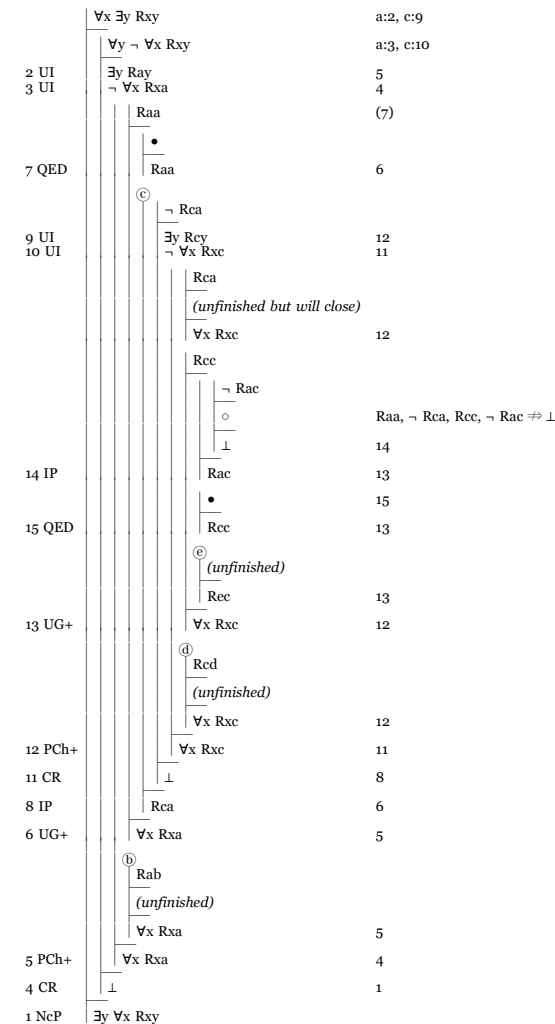 ∀x ∃y Rxy a:2, c:9
∀y ¬ ∀x Rxy a:3, c:10
2 UI ∃y Ray 5
3 UI ¬ ∀x Rxa 4
Raa (7)
●
7 QED Raa 6
ⓒ
¬ Rca
9 UI ∃y Rcy 12
10 UI ¬ ∀x Rxc 11
Rca
(unfinished but will close)
∀x Rxc 12
Rcc
¬ Rac
○ Raa, ¬ Rca, Rcc, ¬ Rac ⇏ ⊥
⊥ 14
14 IP Rac 13
● 15
15 QED Rcc 13
ⓔ
(unfinished)
Rec 13
13 UG+ ∀x Rxc 12
ⓓ
Rcd
(unfinished)
∀x Rxc 12
12 PCh+ ∀x Rxc 11
11 CR ⊥ 8
8 IP Rca 6
6 UG+ ∀x Rxa 5
ⓑ
Rab
(unfinished)
∀x Rxa 5
5 PCh+ ∀x Rxa 4
4 CR ⊥ 1
1 NcP ∃y ∀x Rxy